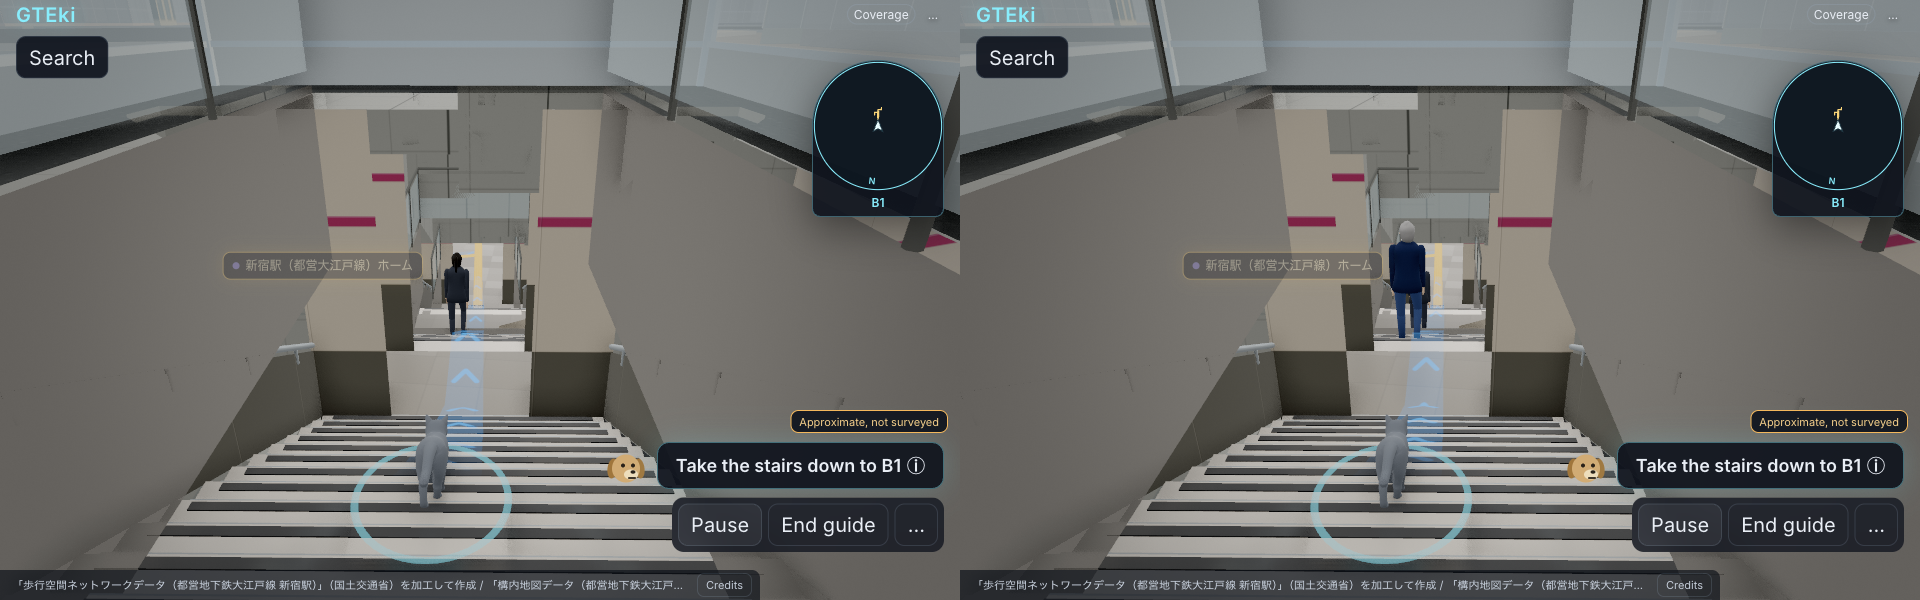 GTEki
Coverage
...
Search
N
B1
新宿駅（都営大江戸線）ホーム
Approximate, not surveyed
Take the stairs down to B1 ⓘ
Pause
End guide
...
「歩行空間ネットワークデータ（都営地下鉄大江戸線 新宿駅）」（国土交通省）を加工して作成 / 「構内地図データ（都営地下鉄大江戸...
Credits
GTEki
Coverage
...
Search
N
B1
新宿駅（都営大江戸線）ホーム
Approximate, not surveyed
Take the stairs down to B1 ⓘ
Pause
End guide
...
「歩行空間ネットワークデータ（都営地下鉄大江戸線 新宿駅）」（国土交通省）を加工して作成 / 「構内地図データ（都営地下鉄大江戸...
Credits